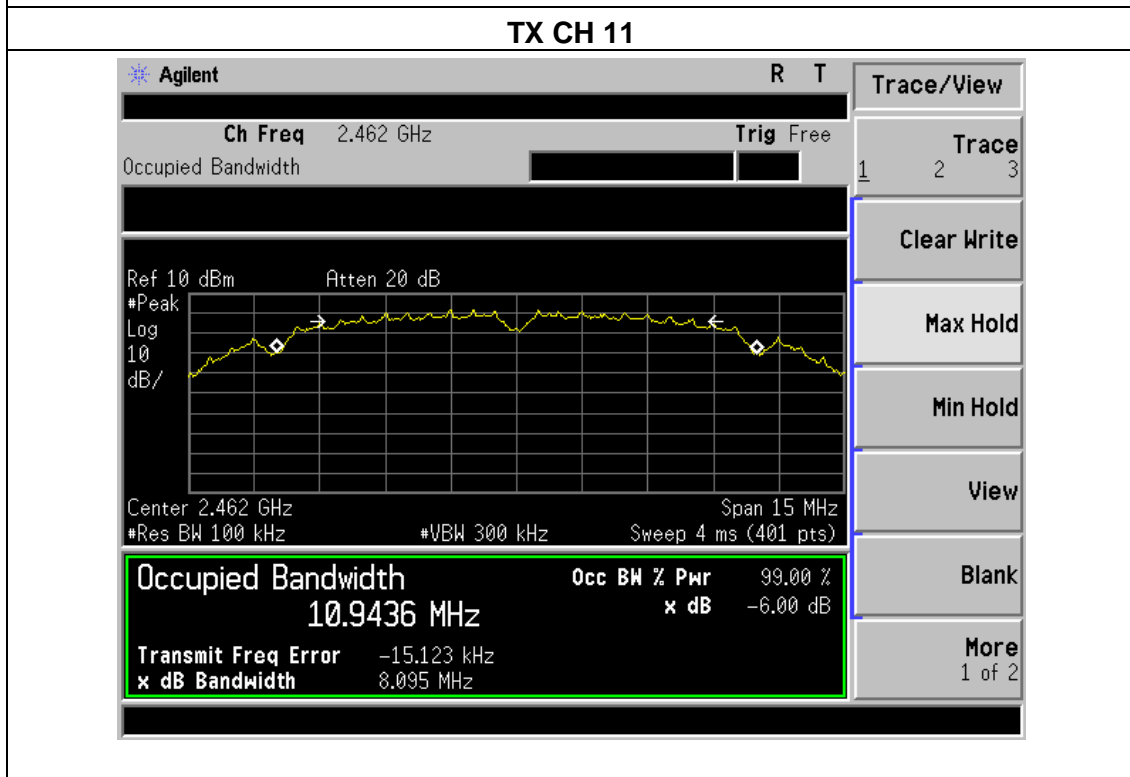 TX CH 11
Agilent R T
Ch Freq 2.462 GHz Trig Free
Occupied Bandwidth
Ref 10 dBm Atten 20 dB
#Peak
Log
10
dB/
Center 2.462 GHz Span 15 MHz
#Res BW 100 kHz #VBW 300 kHz Sweep 4 ms (401 pts)
Occupied Bandwidth Occ BW % Pwr 99.00 %
10.9436 MHz x dB -6.00 dB
Transmit Freq Error -15.123 kHz
x dB Bandwidth 8.095 MHz
Trace/View
Trace
1 2 3
Clear Write
Max Hold
Min Hold
View
Blank
More
1 of 2